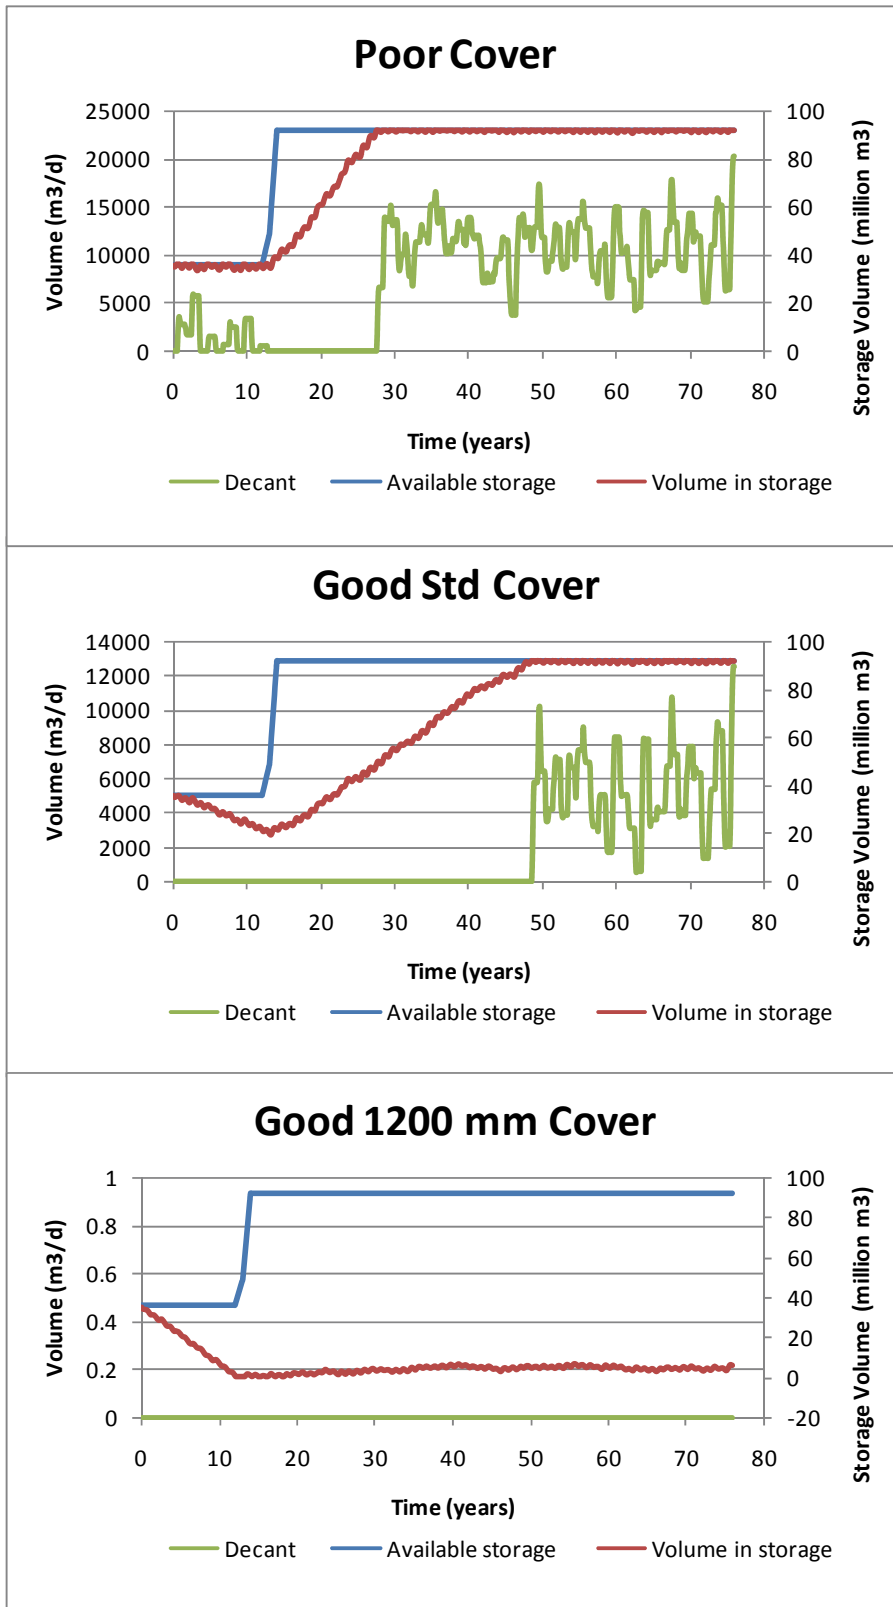 Poor Cover
25000
20000
15000
10000
5000
0
Volume (m3/d)
100
80
60
40
20
0
Storage Volume (million m3)
0 10 20 30 40 50 60 70 80
Time (years)
Decant Available storage Volume in storage
Good Std Cover
14000
12000
10000
8000
6000
4000
2000
0
Volume (m3/d)
100
80
60
40
20
0
Storage Volume (million m3)
0 10 20 30 40 50 60 70 80
Time (years)
Decant Available storage Volume in storage
Good 1200 mm Cover
1
0.8
0.6
0.4
0.2
0
Volume (m3/d)
100
80
60
40
20
0
-20
Storage Volume (million m3)
0 10 20 30 40 50 60 70 80
Time (years)
Decant Available storage Volume in storage